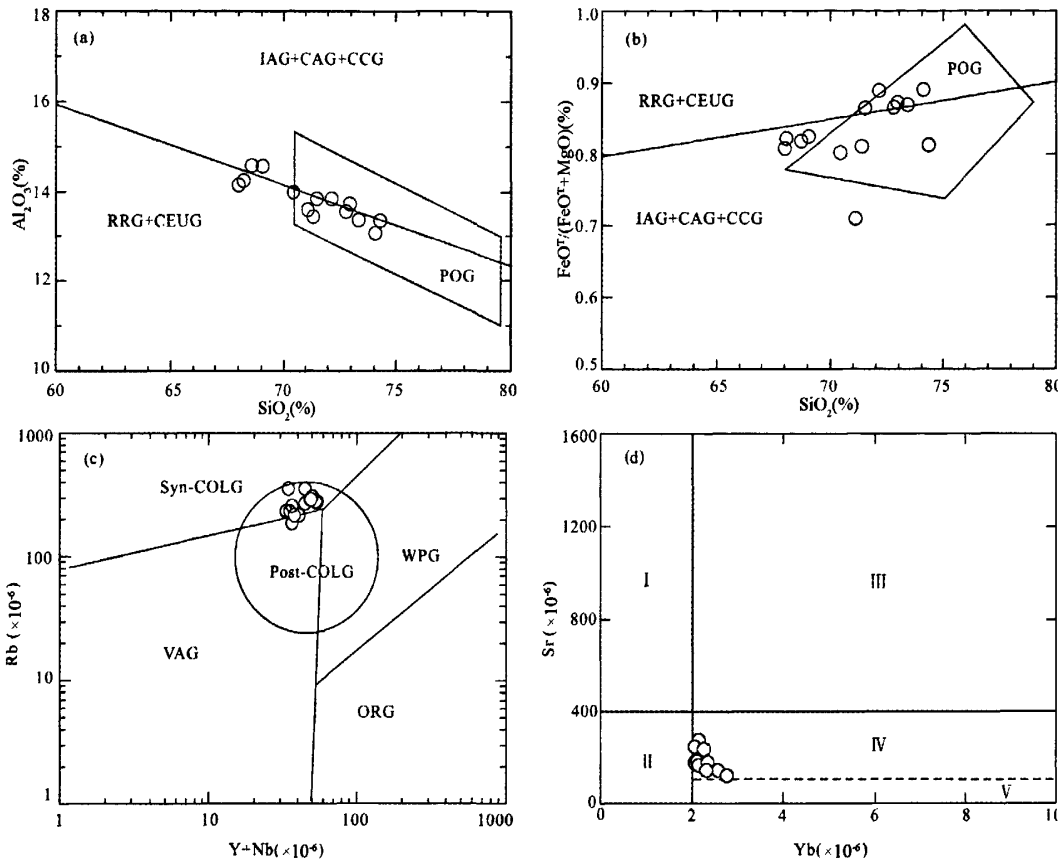 (a)
IAG+CAG+CCG
RRG+CEUG
POG
18
16
14
12
10
60
65
70
75
80
Al₂O₃(%)
SiO₂(%)
(b)
POG
RRG+CEUG
IAG+CAG+CCG
1.0
0.9
0.8
0.7
0.6
0.5
60
65
70
75
80
FeOᵀ/(FeOᵀ+MgO)(%)
SiO₂(%)
(c)
Syn-COLG
Post-COLG
WPG
VAG
ORG
1000
100
10
1
1
10
100
1000
Rb(×10⁻⁶)
Y+Nb(×10⁻⁶)
(d)
I
III
II
IV
V
1600
1200
800
400
0
0
2
4
6
8
10
Sr(×10⁻⁶)
Yb(×10⁻⁶)